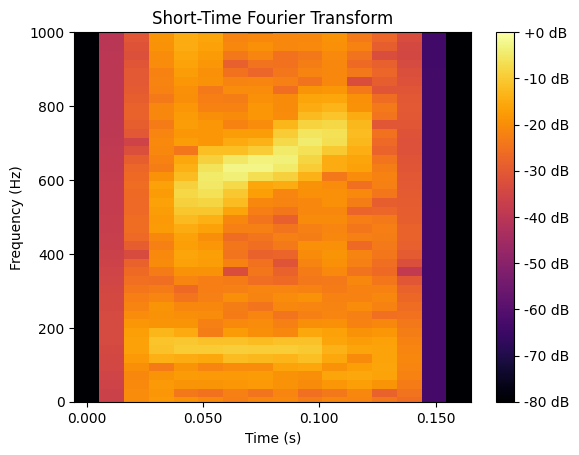 Short-Time Fourier Transform
1000
800
600
400
200
0
Frequency (Hz)
0.000
0.050
0.100
0.150
Time (s)
+0 dB
-10 dB
-20 dB
-30 dB
-40 dB
-50 dB
-60 dB
-70 dB
-80 dB